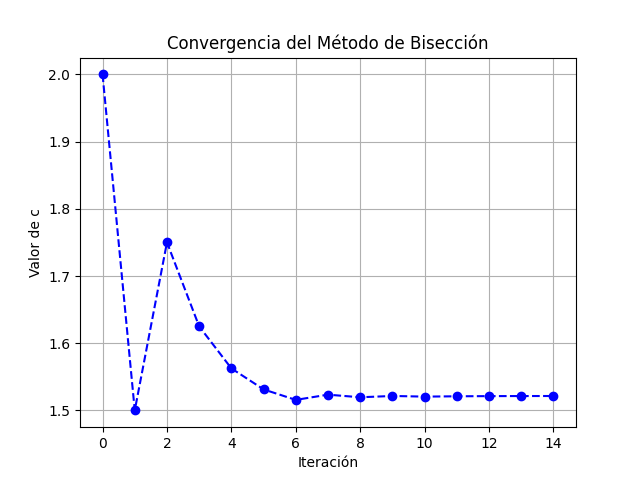 Convergencia del Método de Bisección
2.0
1.9
1.8
1.7
1.6
1.5
Valor de c
0 2 4 6 8 10 12 14
Iteración